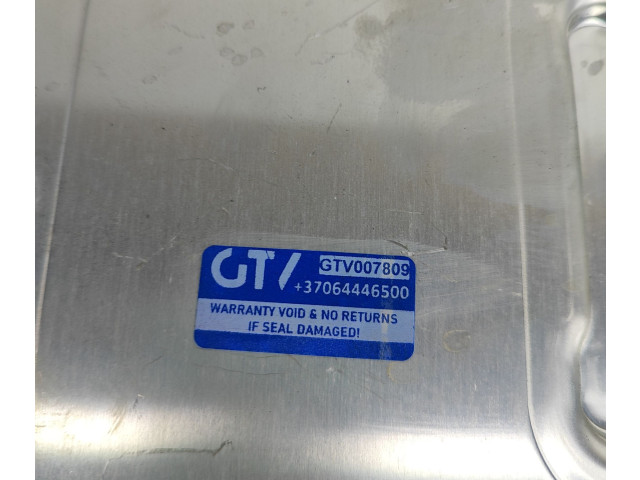 GTV GTV007809
+37064446500
WARRANTY VOID & NO RETURNS
IF SEAL DAMAGED!